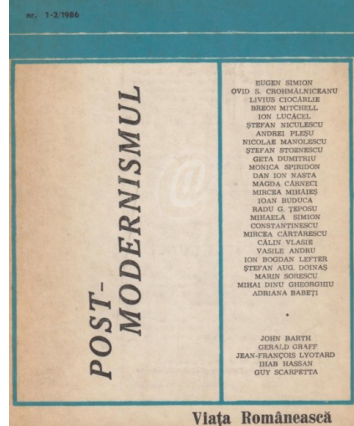 nr. 1-2/1986
POST-
MODERNISMUL
EUGEN SIMION
OVID S. CROHMĂLNICEANU
LIVIUS CIOCÂRLIE
BREON MITCHELL
ION LUCĂCEL
ȘTEFAN NICULESCU
ANDREI PLEȘU
NICOLAE MANOLESCU
ȘTEFAN STOENESCU
GETA DUMITRIU
MONICA SPIRIDON
DAN ION NASTA
MAGDA CÂRNECI
MIRCEA MIHĂIEȘ
IOAN BUDUCA
RADU G. ȚEPOSU
MIHAELA SIMION
CONSTANTINESCU
MIRCEA CĂRTĂRESCU
CĂLIN VLASIE
VASILE ANDRU
ION BOGDAN LEFTER
ȘTEFAN AUG. DOINAȘ
MARIN SORESCU
MIHAI DINU GHEORGHIU
ADRIANA BABEȚI
*
JOHN BARTH
GERALD GRAFF
JEAN-FRANÇOIS LYOTARD
IHAB HASSAN
GUY SCARPETTA
Viața Românească